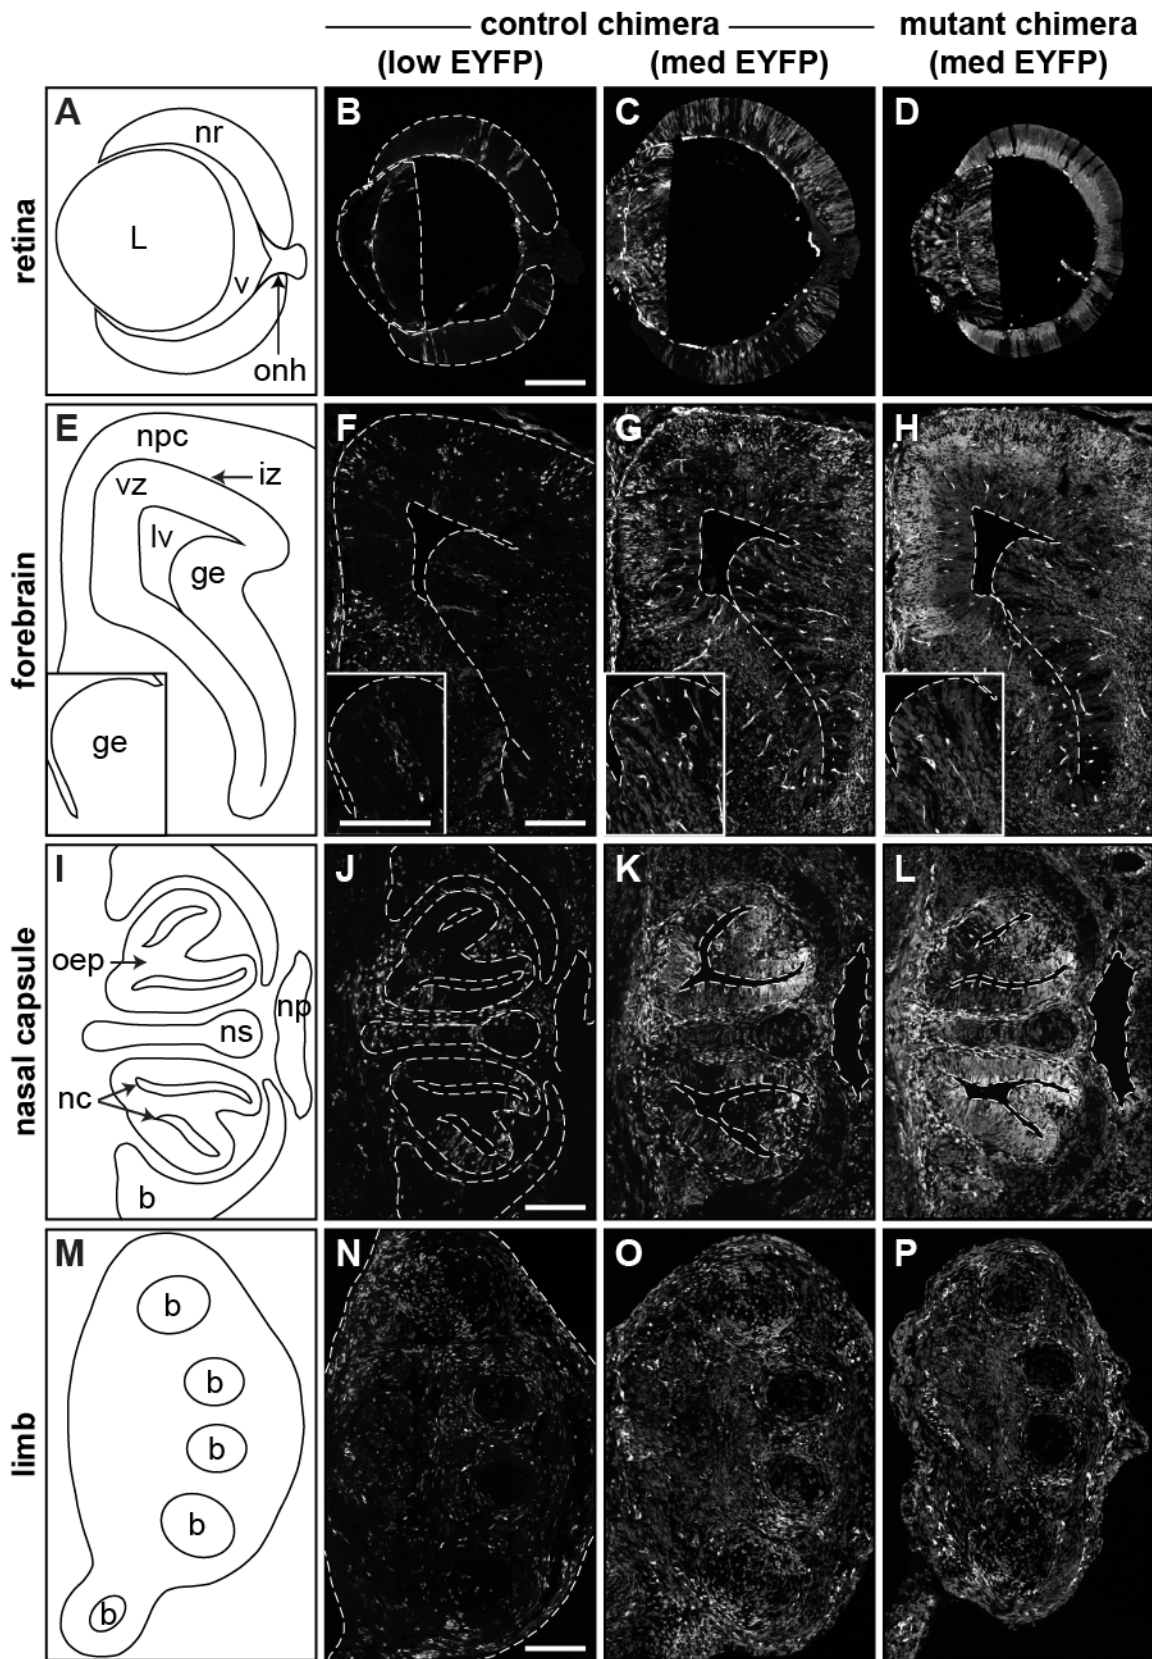 control chimera
mutant chimera
(low EYFP)
(med EYFP)
(med EYFP)
retina
A
nr
L
v
onh
B
C
D
forebrain
E
npc
iz
vz
lv
ge
ge
F
G
H
nasal capsule
I
oep
np
ns
nc
b
J
K
L
limb
M
b
b
b
b
b
N
O
P